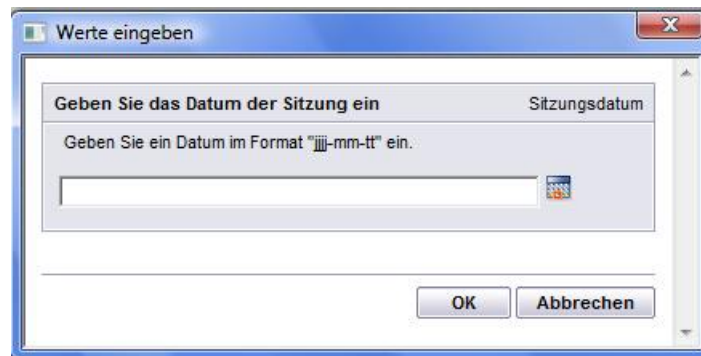 Werte eingeben
Geben Sie das Datum der Sitzung ein Sitzungsdatum
Geben Sie ein Datum im Format "jjjj-mm-tt" ein.
OK Abbrechen